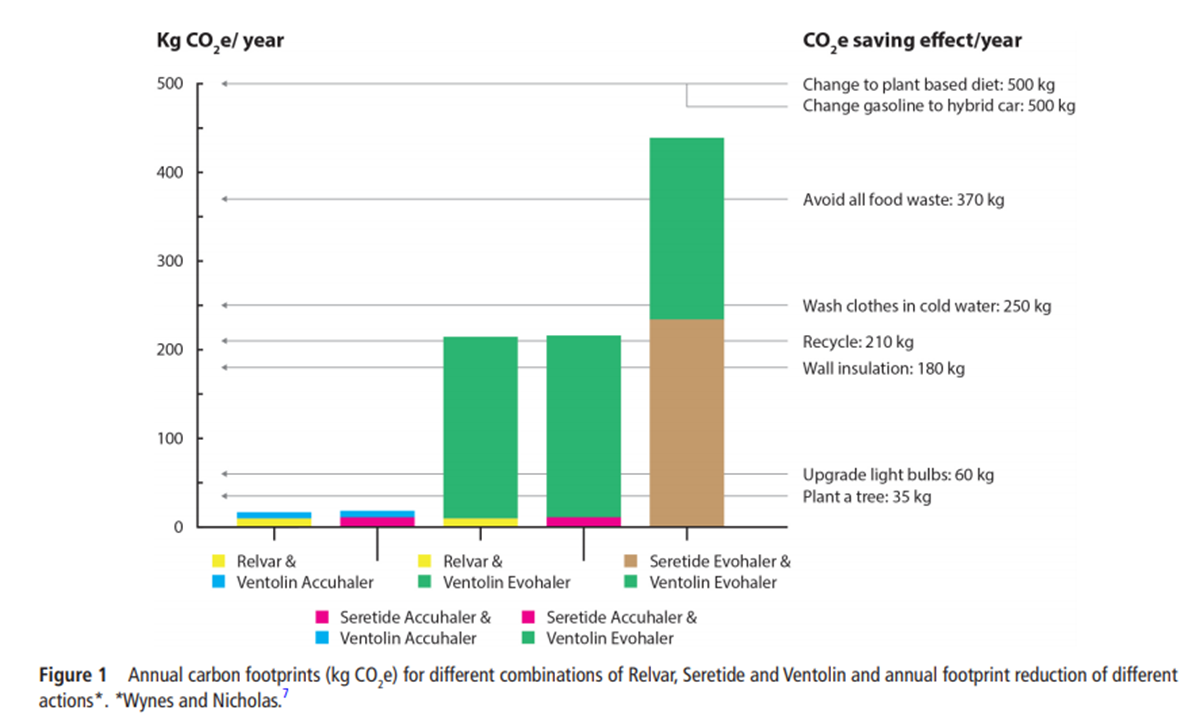 Kg CO₂e/ year
CO₂e saving effect/year
500
400
300
200
100
0
Change to plant based diet: 500 kg
Change gasoline to hybrid car: 500 kg
Avoid all food waste: 370 kg
Wash clothes in cold water: 250 kg
Recycle: 210 kg
Wall insulation: 180 kg
Upgrade light bulbs: 60 kg
Plant a tree: 35 kg
Relvar &
Ventolin Accuhaler
Relvar &
Ventolin Evohaler
Seretide Evohaler &
Ventolin Evohaler
Seretide Accuhaler &
Ventolin Accuhaler
Seretide Accuhaler &
Ventolin Evohaler
Figure 1 Annual carbon footprints (kg CO₂e) for different combinations of Relvar, Seretide and Ventolin and annual footprint reduction of different
actions*. *Wynes and Nicholas.⁷